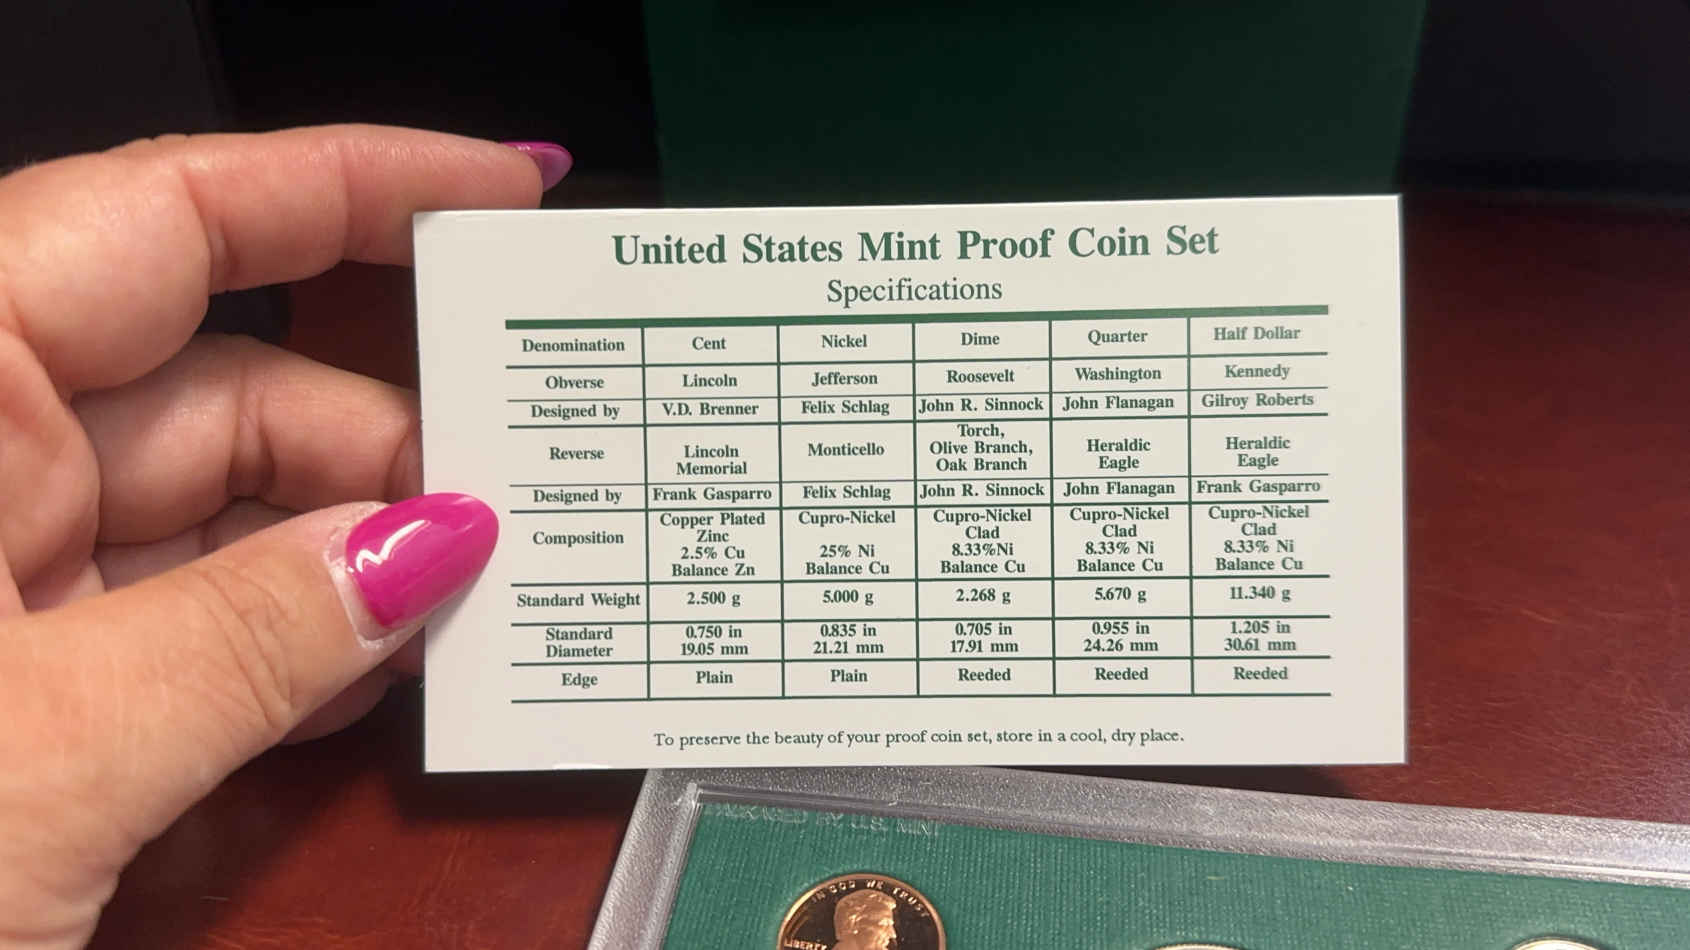 United States Mint Proof Coin Set
Specifications
Denomination Cent Nickel Dime Quarter Half Dollar
Obverse Lincoln Jefferson Roosevelt Washington Kennedy
Designed by V.D. Brenner Felix Schlag John R. Sinnock John Flanagan Gilroy Roberts
Reverse Lincoln Memorial Monticello Torch, Olive Branch, Oak Branch Heraldic Eagle Heraldic Eagle
Designed by Frank Gasparro Felix Schlag John R. Sinnock John Flanagan Frank Gasparro
Composition Copper Plated Zinc 2.5% Cu Balance Zn Cupro-Nickel 25% Ni Balance Cu Cupro-Nickel Clad 8.33%Ni Balance Cu Cupro-Nickel Clad 8.33% Ni Balance Cu Cupro-Nickel Clad 8.33% Ni Balance Cu
Standard Weight 2.500 g 5.000 g 2.268 g 5.670 g 11.340 g
Standard Diameter 0.750 in 19.05 mm 0.835 in 21.21 mm 0.705 in 17.91 mm 0.955 in 24.26 mm 1.205 in 30.61 mm
Edge Plain Plain Reeded Reeded Reeded
To preserve the beauty of your proof coin set, store in a cool, dry place.
BY U.S. MINT
IN GOD WE TRUST
LIBERTY